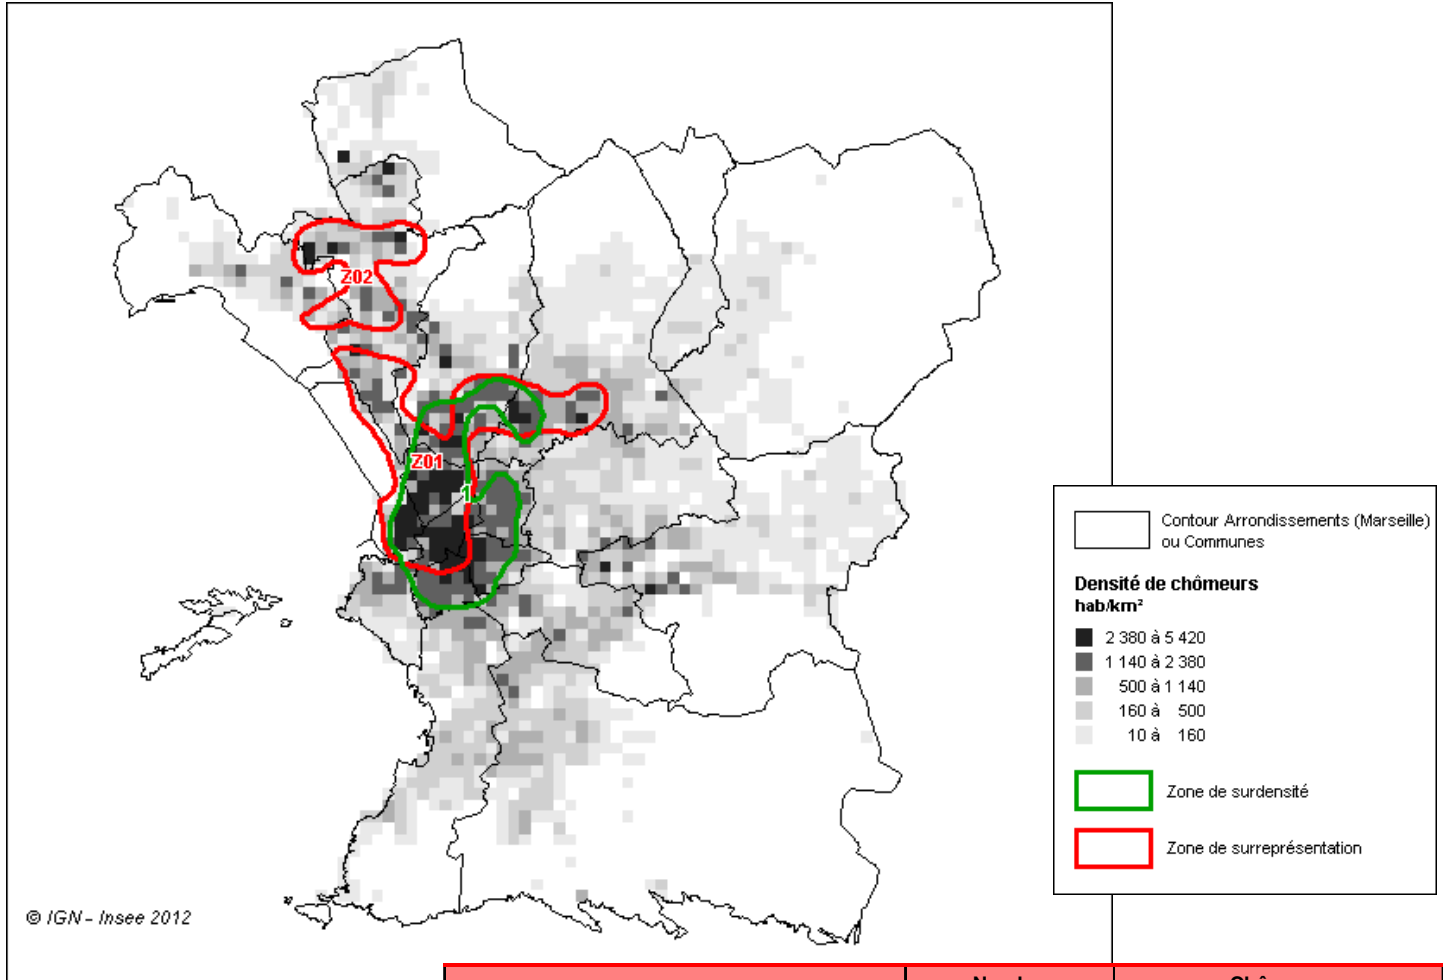 Z02
Z01
1
© IGN - Insee 2012
Contour Arrondissements (Marseille)
ou Communes
Densité de chômeurs
hab/km²
2 380 à 5 420
1 140 à 2 380
500 à 1 140
160 à 500
10 à 160
Zone de surdensité
Zone de surreprésentation